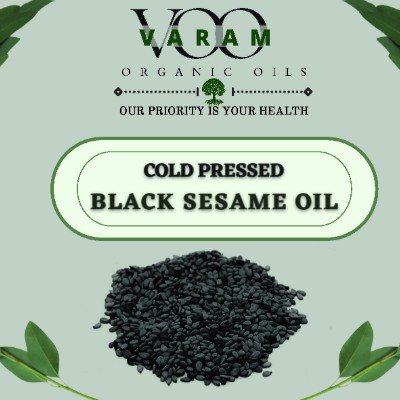 VOO
VARAM
ORGANIC OILS
OUR PRIORITY IS YOUR HEALTH
COLD PRESSED
BLACK SESAME OIL